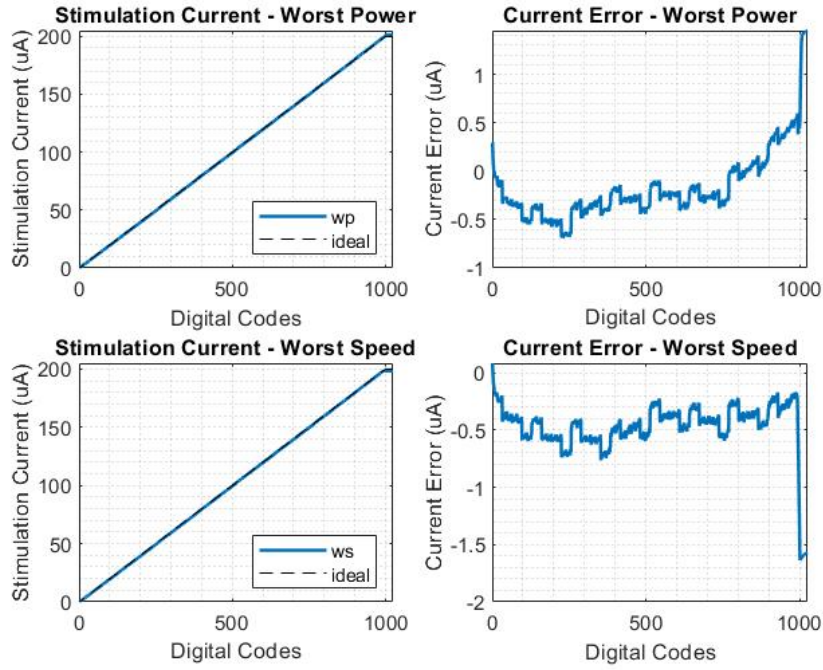 Stimulation Current - Worst Power
Stimulation Current (uA)
200
150
100
50
0
0
500
1000
Digital Codes
wp
ideal
Current Error - Worst Power
Current Error (uA)
1
0.5
0
-0.5
-1
0
500
1000
Digital Codes
Stimulation Current - Worst Speed
Stimulation Current (uA)
200
150
100
50
0
0
500
1000
Digital Codes
ws
ideal
Current Error - Worst Speed
Current Error (uA)
0
-0.5
-1
-1.5
-2
0
500
1000
Digital Codes